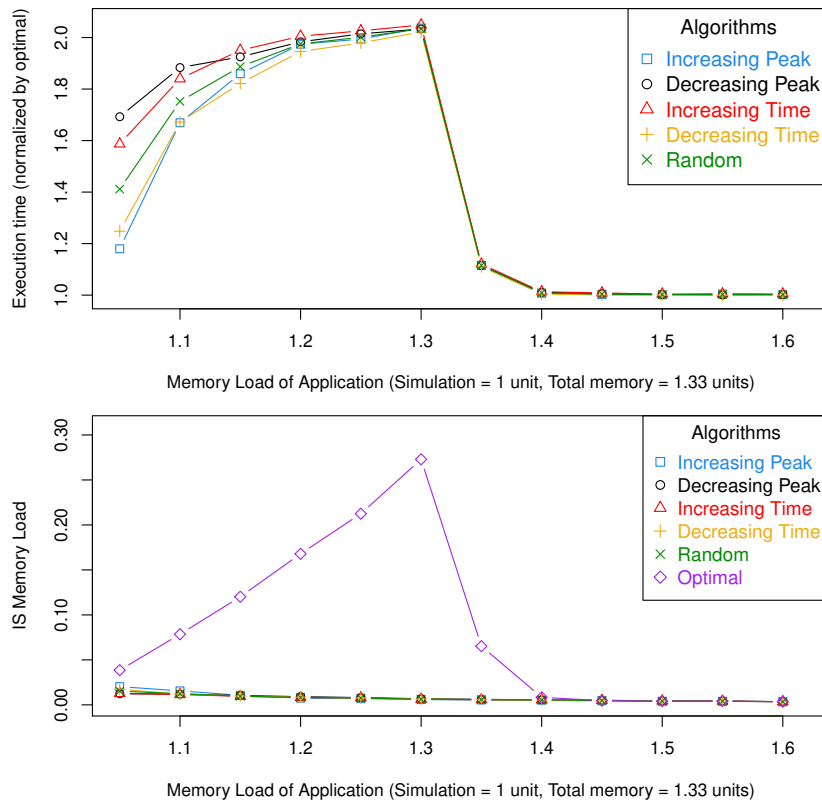 Execution time (normalized by optimal)
2.0
1.8
1.6
1.4
1.2
1.0
Algorithms
Increasing Peak
Decreasing Peak
Increasing Time
Decreasing Time
Random
1.1 1.2 1.3 1.4 1.5 1.6
Memory Load of Application (Simulation = 1 unit, Total memory = 1.33 units)
IS Memory Load
0.30
0.20
0.10
0.00
Algorithms
Increasing Peak
Decreasing Peak
Increasing Time
Decreasing Time
Random
Optimal
1.1 1.2 1.3 1.4 1.5 1.6
Memory Load of Application (Simulation = 1 unit, Total memory = 1.33 units)